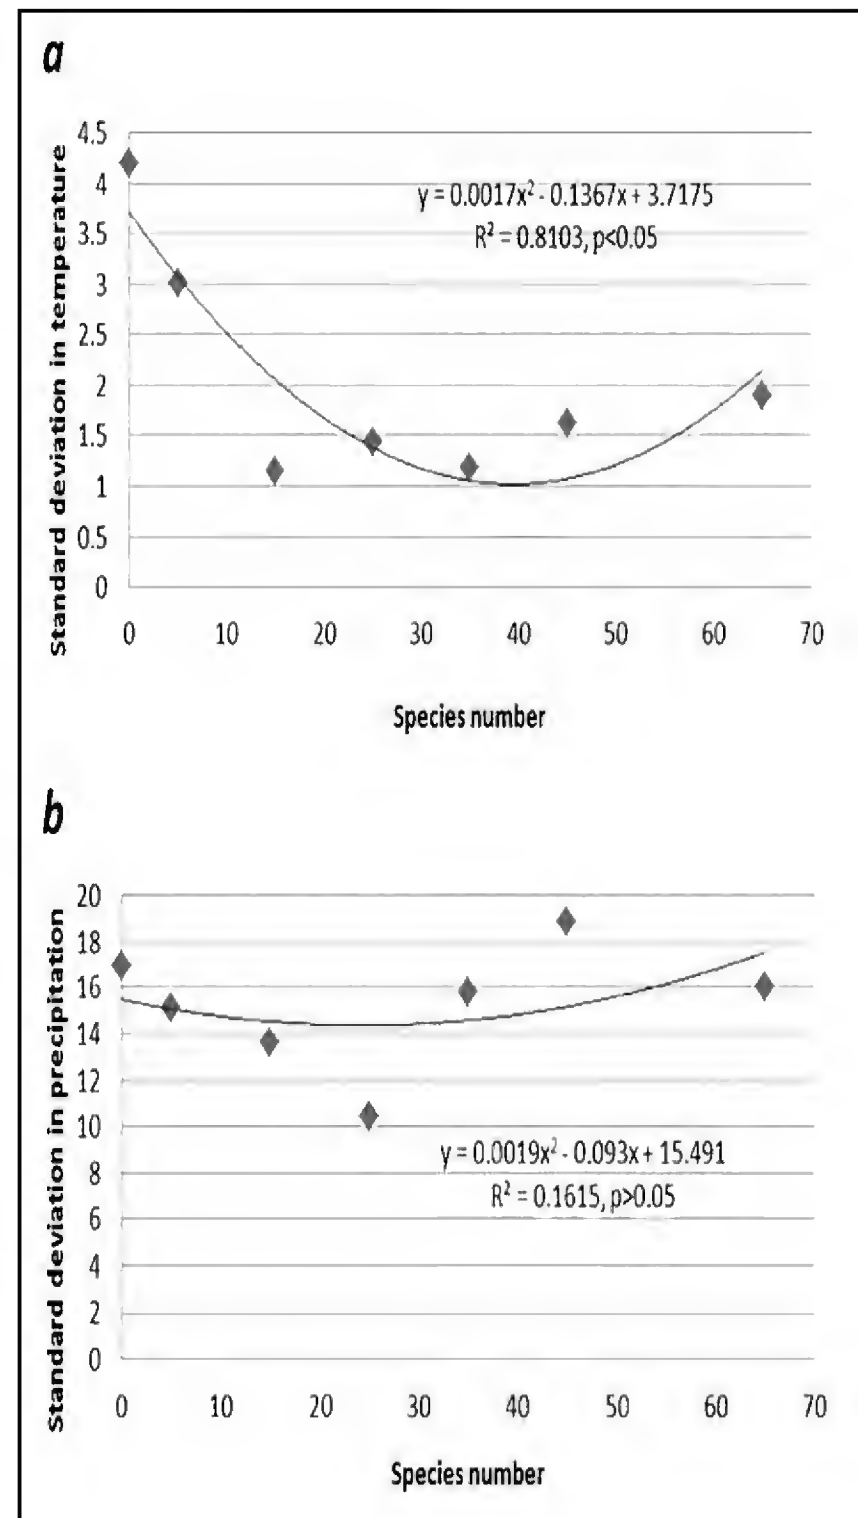 a
Standard deviation in temperature
4.5
4
3.5
3
2.5
2
1.5
1
0.5
0
y = 0.0017x² - 0.1367x + 3.7175
R² = 0.8103, p<0.05
0 10 20 30 40 50 60 70
Species number
b
Standard deviation in precipitation
20
18
16
14
12
10
8
6
4
2
0
y = 0.0019x² - 0.093x + 15.491
R² = 0.1615, p>0.05
0 10 20 30 40 50 60 70
Species number